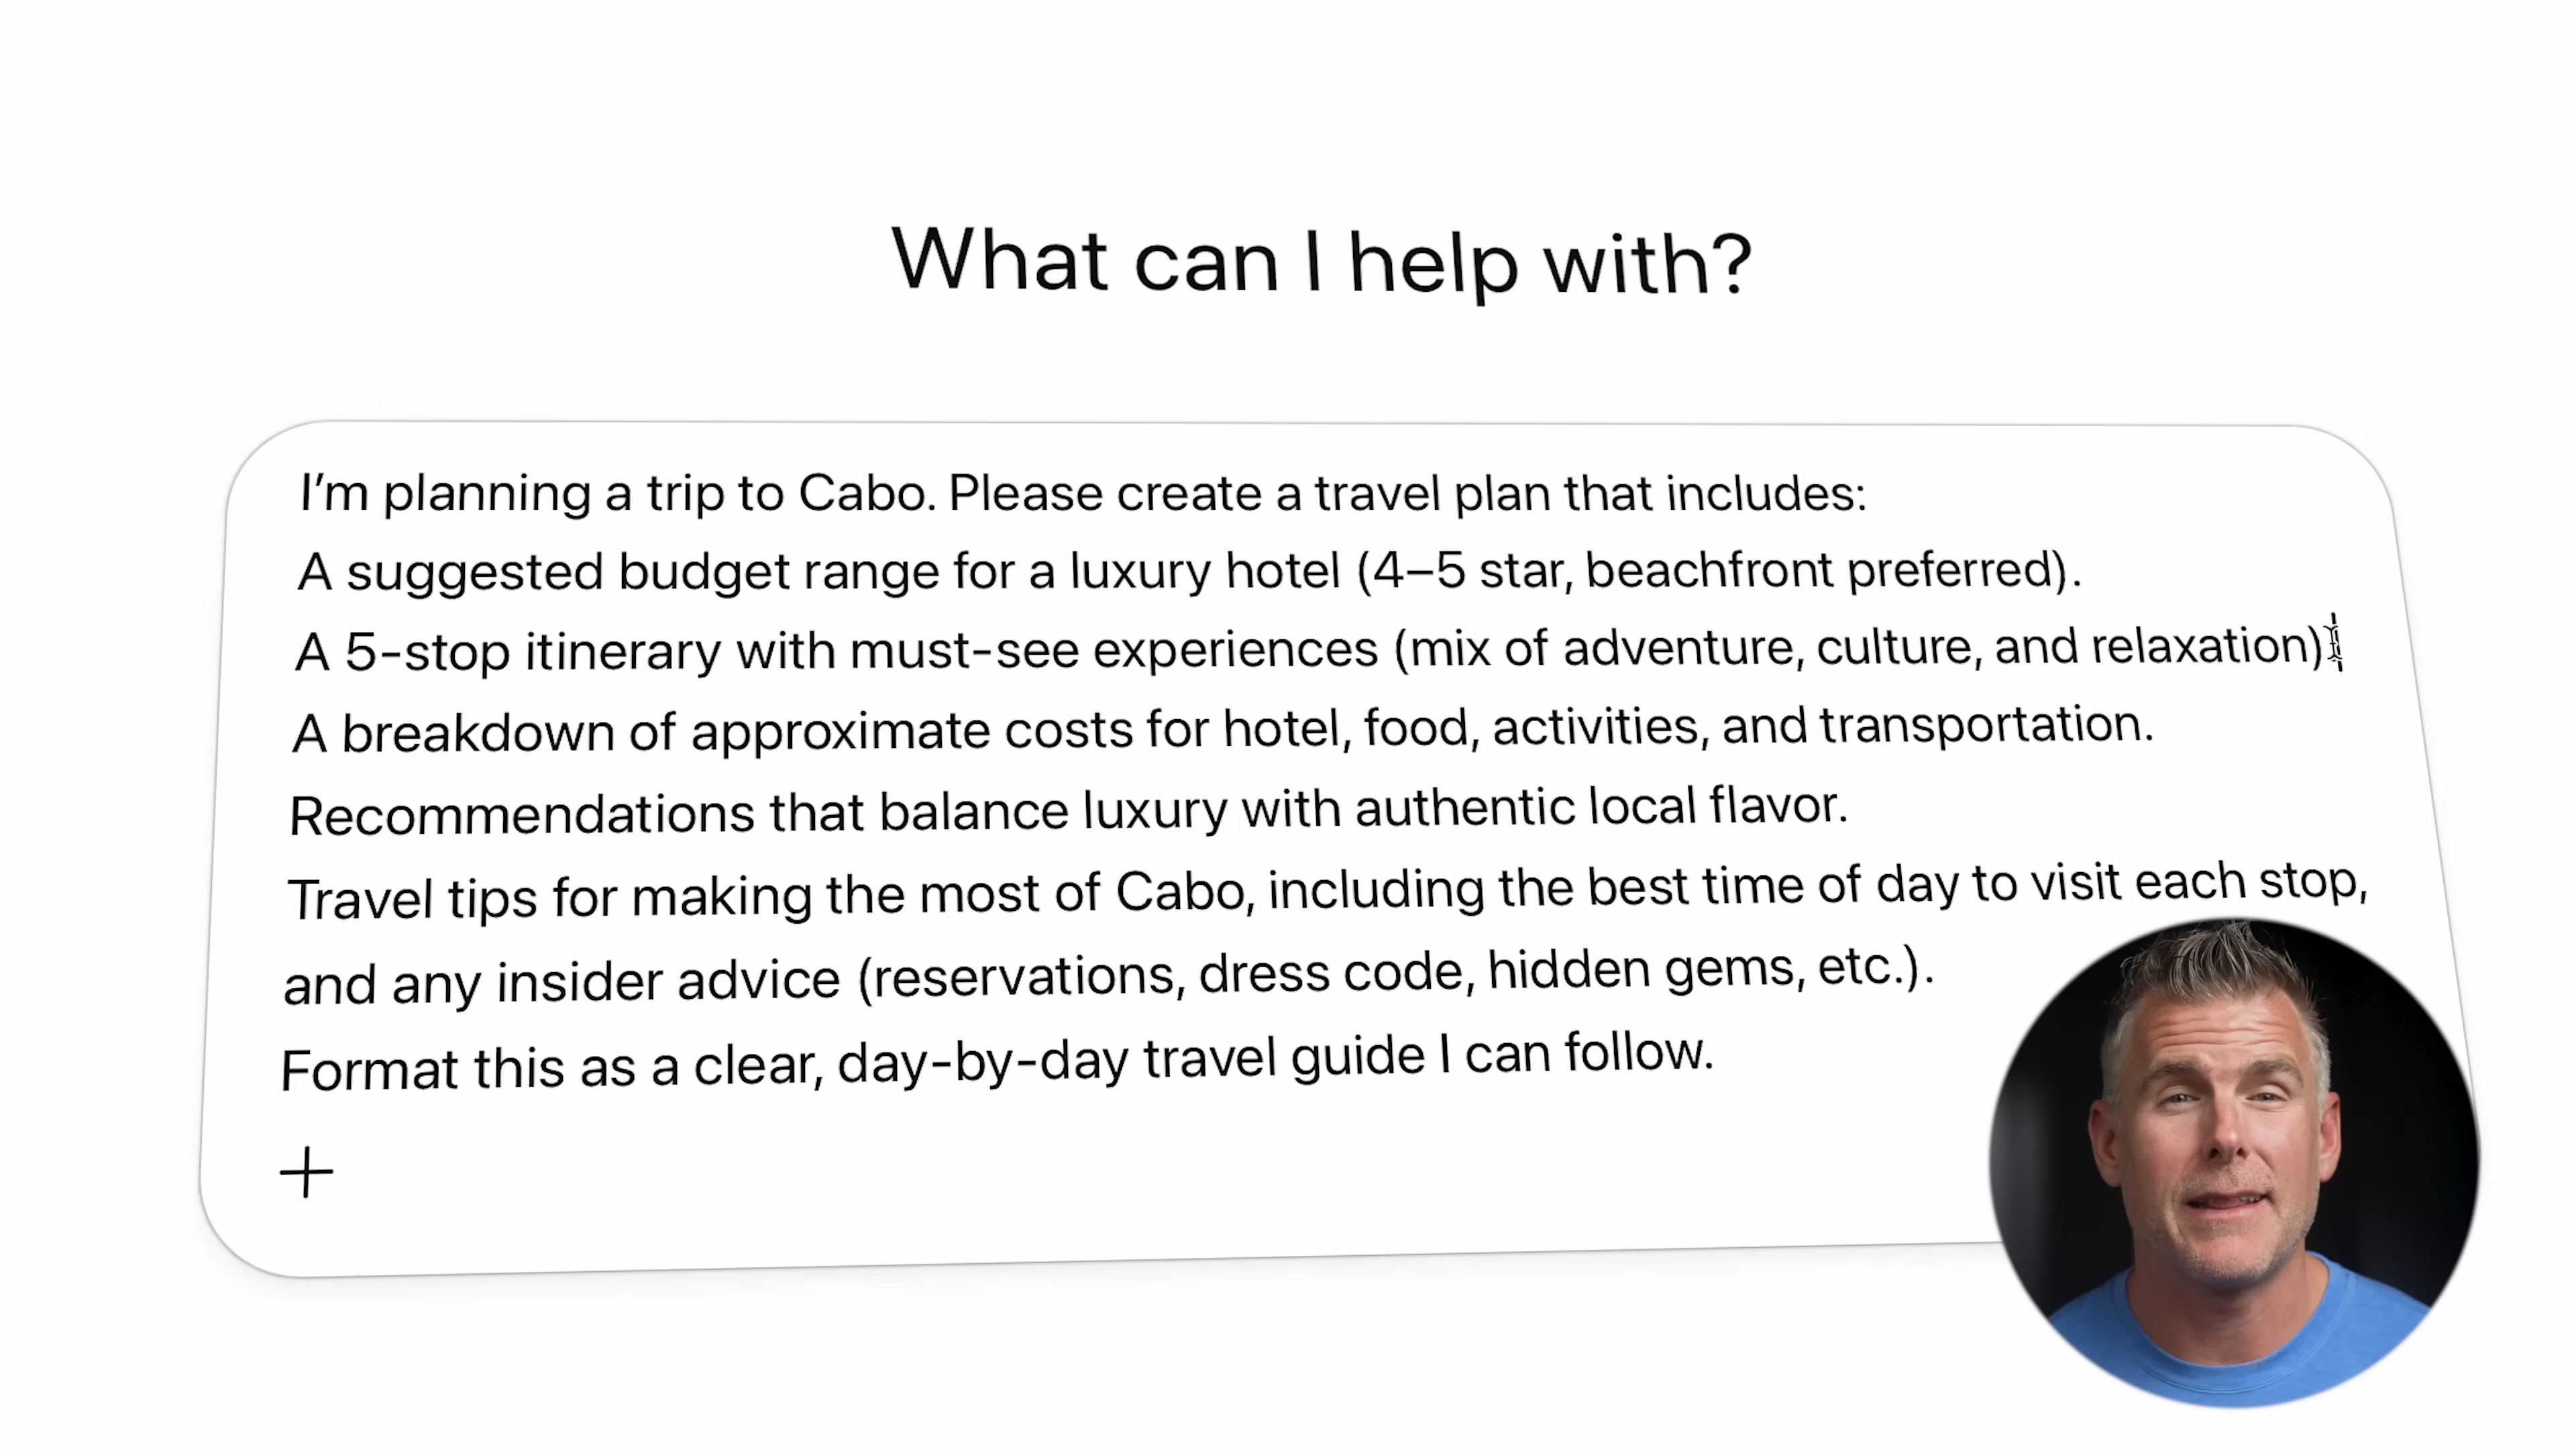 What can I help with?
I'm planning a trip to Cabo. Please create a travel plan that includes:
A suggested budget range for a luxury hotel (4–5 star, beachfront preferred).
A 5-stop itinerary with must-see experiences (mix of adventure, culture, and relaxation)
A breakdown of approximate costs for hotel, food, activities, and transportation.
Recommendations that balance luxury with authentic local flavor.
Travel tips for making the most of Cabo, including the best time of day to visit each stop,
and any insider advice (reservations, dress code, hidden gems, etc.).
Format this as a clear, day-by-day travel guide I can follow.